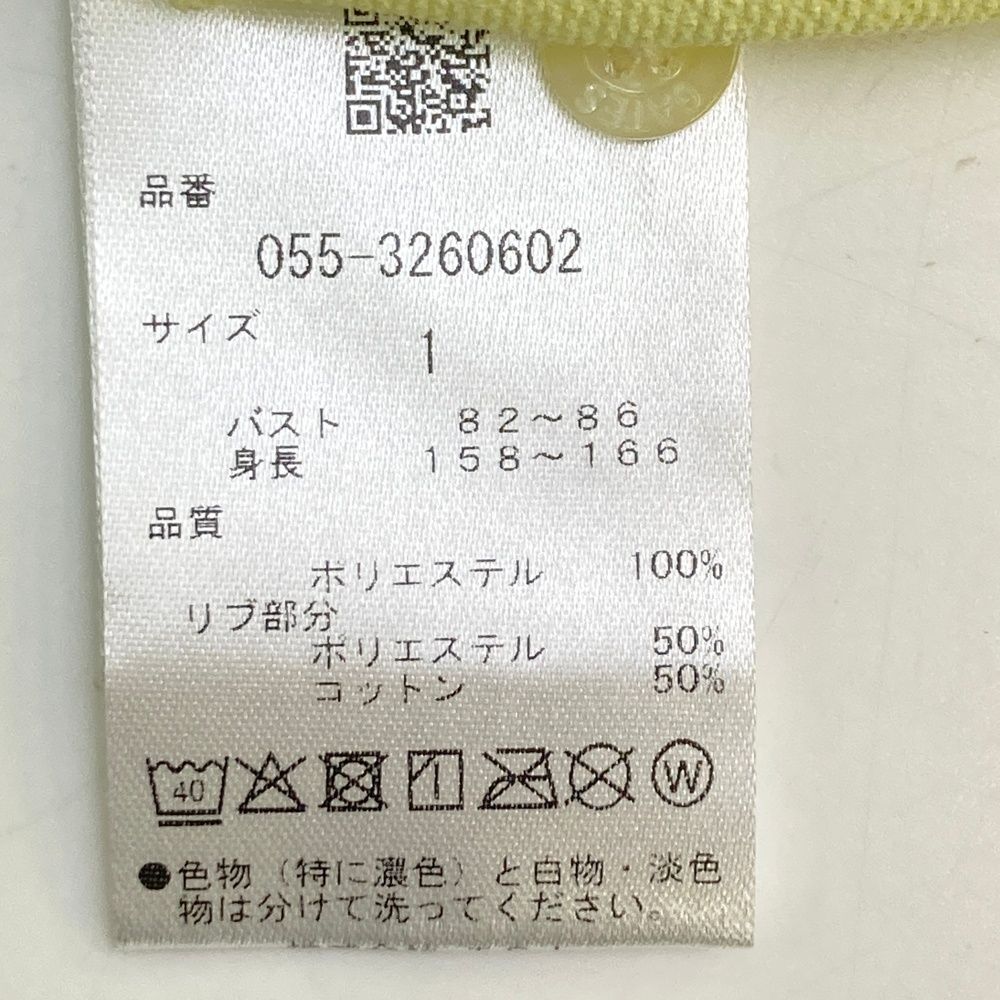 品番
055-3260602
サイズ
1
バスト 82～86
身長 158～166
品質
ポリエステル 100%
リブ部分
ポリエステル 50%
コットン 50%
40
W
●色物（特に濃色）と白物・淡色
物は分けて洗ってください。